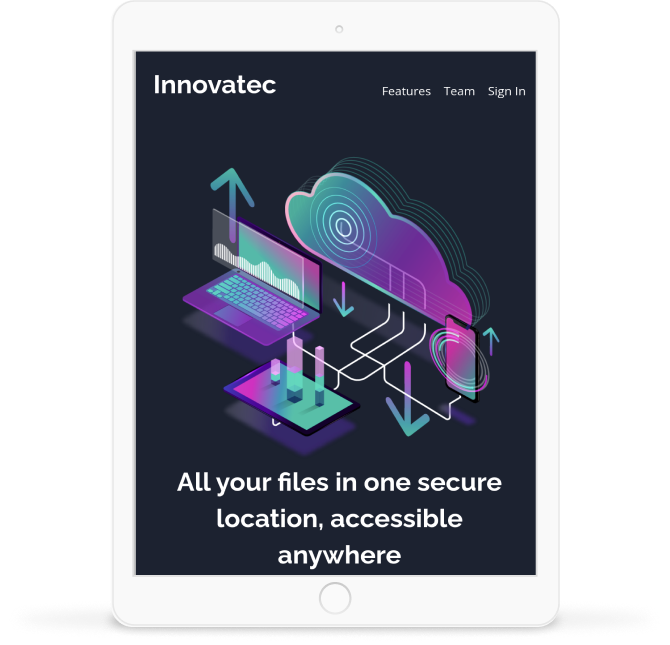 Innovatec
Features Team Sign In
All your files in one secure
location, accessible
anywhere